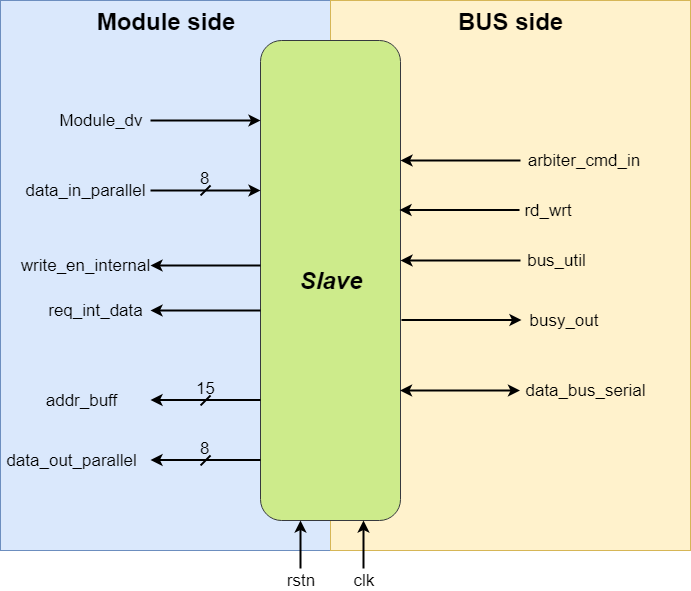 Module side
BUS side
Module_dv
arbiter_cmd_in
8
data_in_parallel
rd_wrt
write_en_internal
bus_util
Slave
req_int_data
busy_out
15
addr_buff
data_bus_serial
8
data_out_parallel
rstn
clk